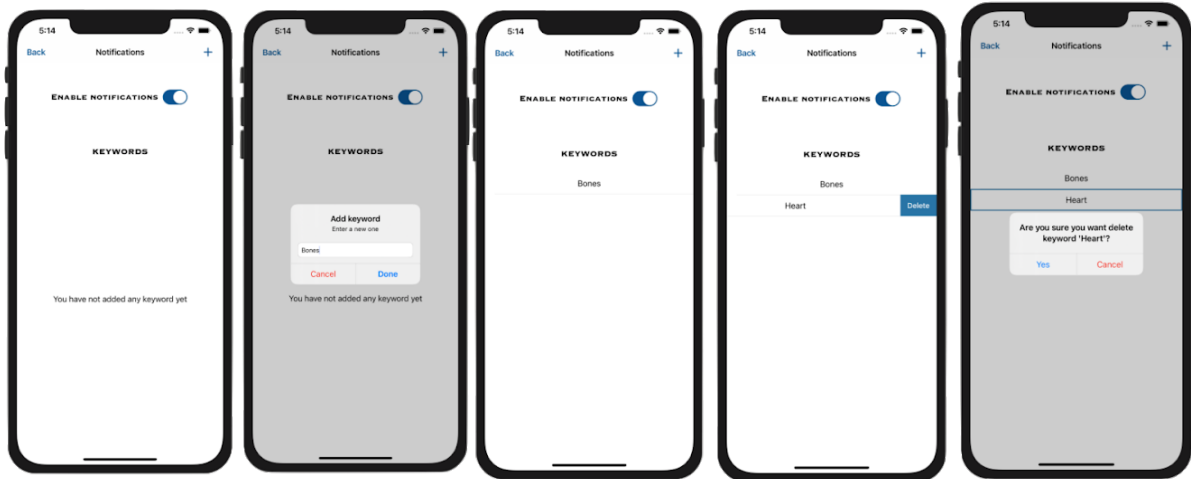 5:14
Back Notifications +
ENABLE NOTIFICATIONS
KEYWORDS
You have not added any keyword yet
5:14
Back Notifications +
ENABLE NOTIFICATIONS
KEYWORDS
Add keyword
Enter a new one
Bones
Cancel Done
You have not added any keyword yet
5:14
Back Notifications +
ENABLE NOTIFICATIONS
KEYWORDS
Bones
5:14
Back Notifications +
ENABLE NOTIFICATIONS
KEYWORDS
Bones
Heart Delete
5:14
Back Notifications +
ENABLE NOTIFICATIONS
KEYWORDS
Bones
Heart
Are you sure you want delete
keyword 'Heart'?
Yes Cancel